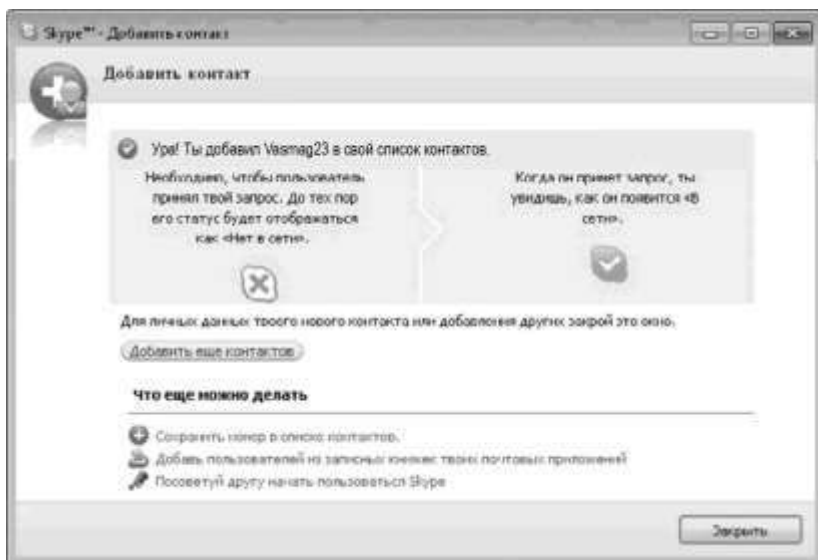 Skype™ - Добавить контакт
Добавить контакт
Ура! Ты добавил Vasmag23 в свой список контактов.
Необходимо, чтобы пользователь
принял твой запрос. До тех пор
его статус будет отображаться
как «Нет в сети».
Когда он примет запрос, ты
увидишь, как он появится «В
сети».
Для личных данных твоего нового контакта или добавления других закрой это окно.
Добавить еще контактов
Что еще можно делать
Сохранить номер в списке контактов.
Добавь пользователей из записных книжек твоих почтовых приложений
Посоветуй другу начать пользоваться Skype
Закрыть